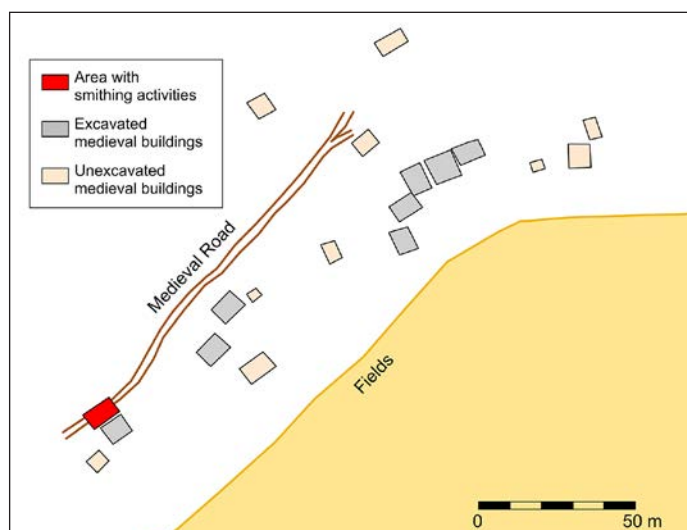 Area with
smithing activities
Excavated
medieval buildings
Unexcavated
medieval buildings
Medieval Road
Fields
0
50 m